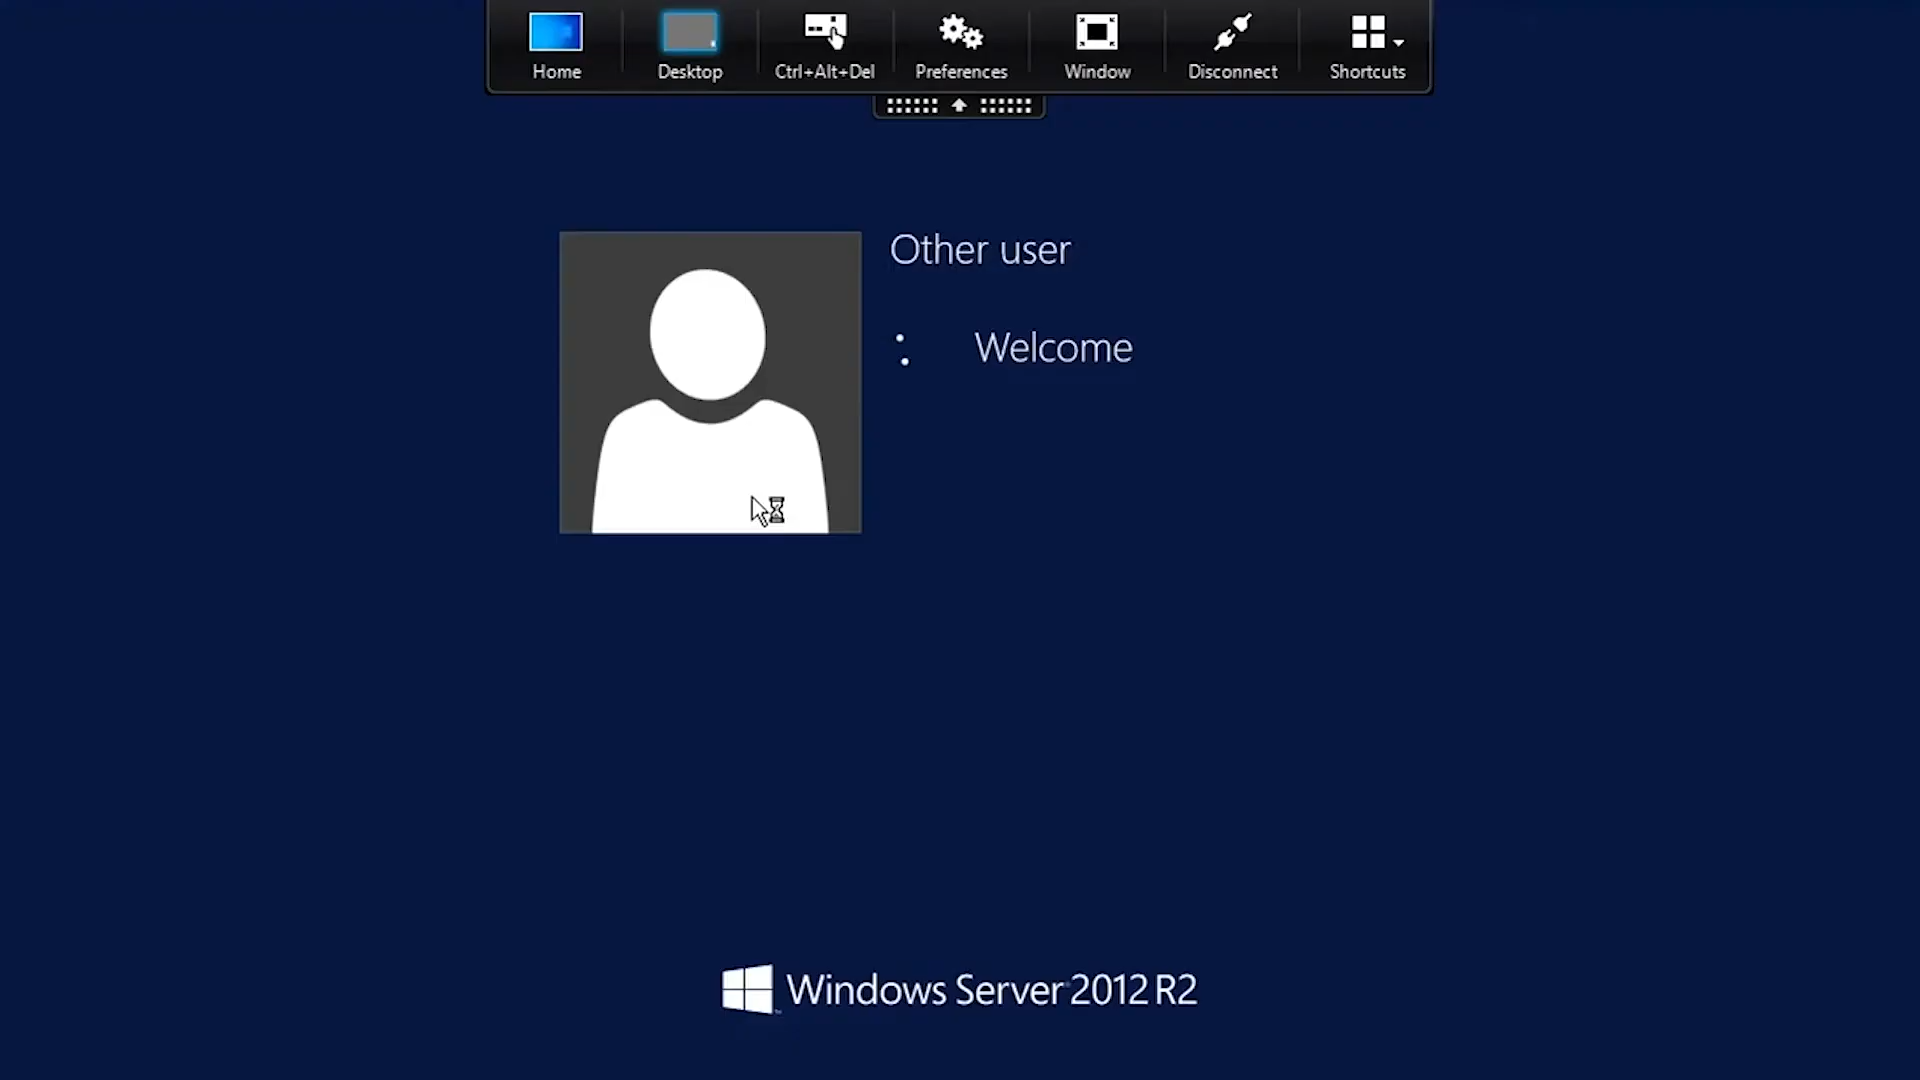 Home
Desktop
Ctrl+Alt+Del
Preferences
Window
Disconnect
Shortcuts
Other user
Welcome
Windows Server 2012 R2